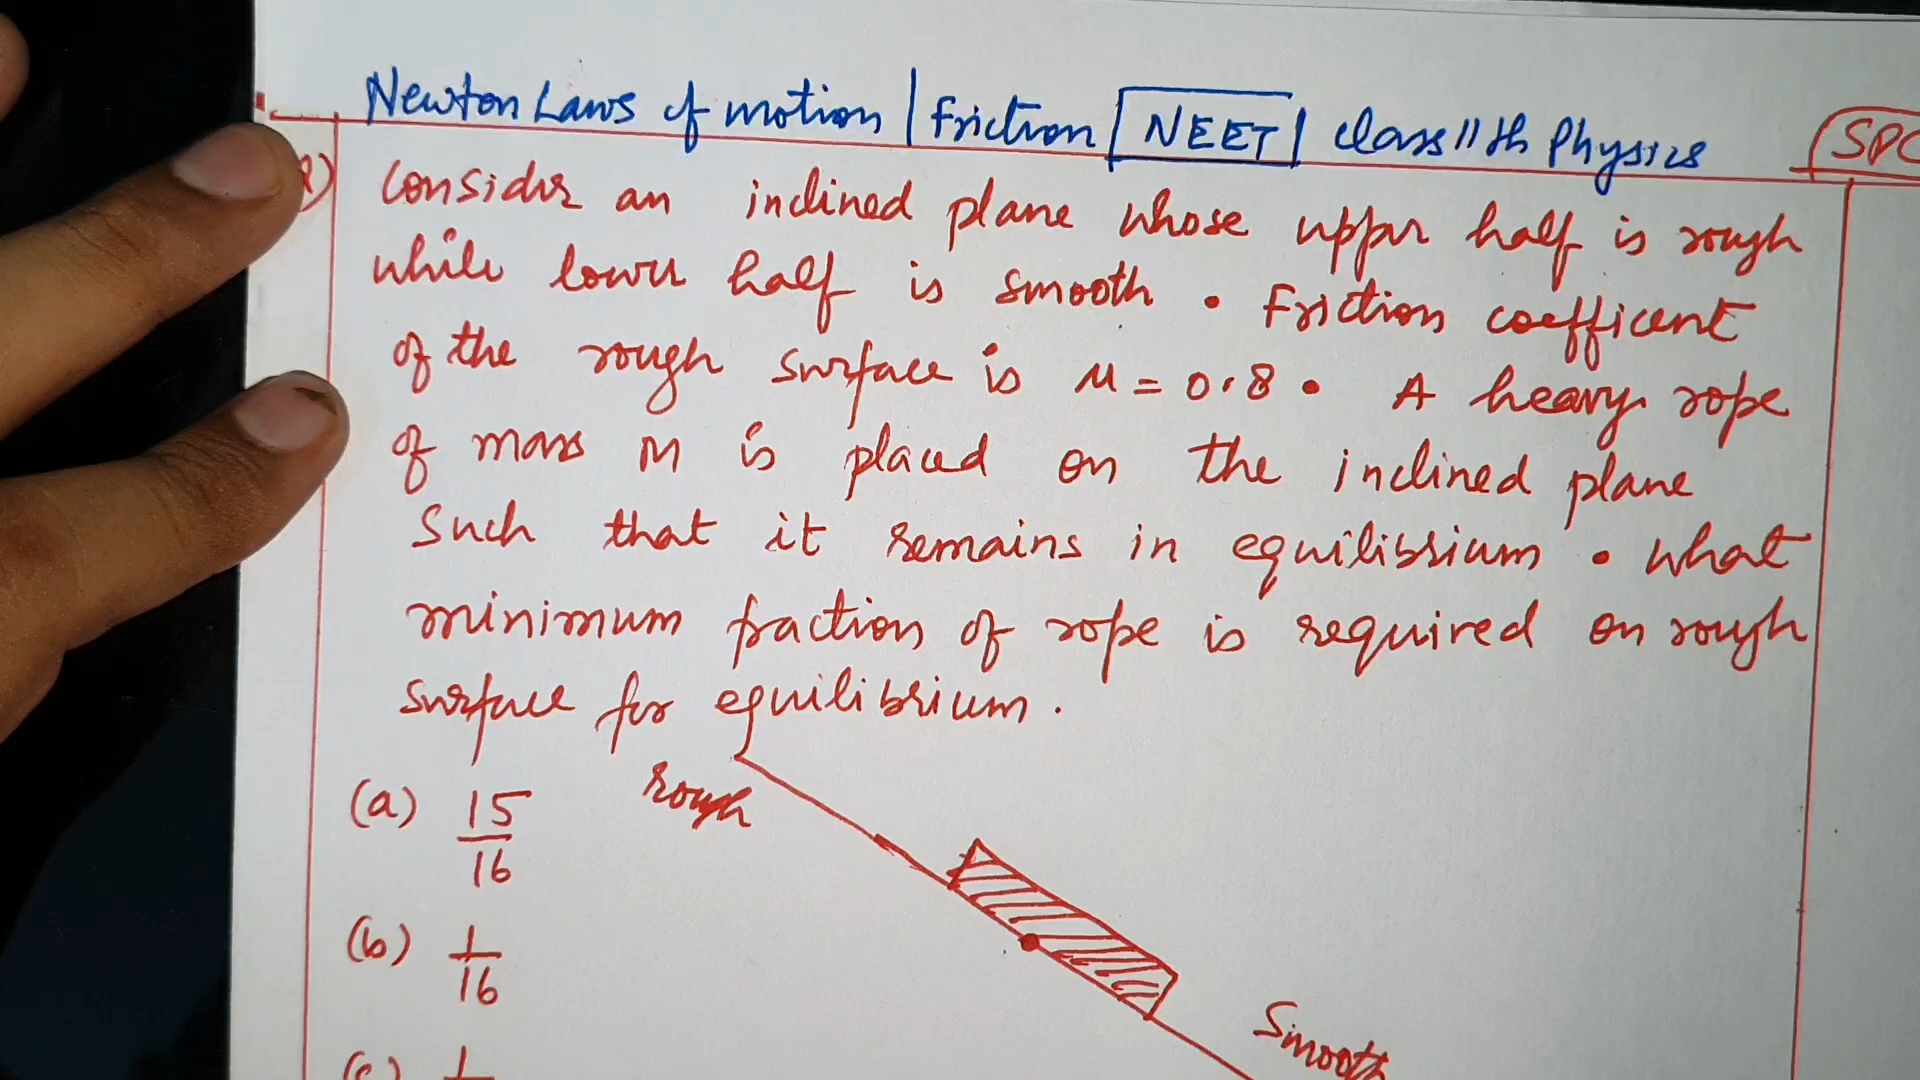 Newton Laws of motion | Friction | NEET | class 11th Physics
SPC
Consider an inclined plane whose upper half is rough
while lower half is smooth. Friction coefficent
of the rough surface is μ = 0.8. A heavy rope
of mass M is placed on the inclined plane
Such that it remains in equilibrium. what
minimum fraction of rope is required on rough
surface for equilibrium.
rough
(a) 15/16
(b) 1/16
(c) 1
Smooth